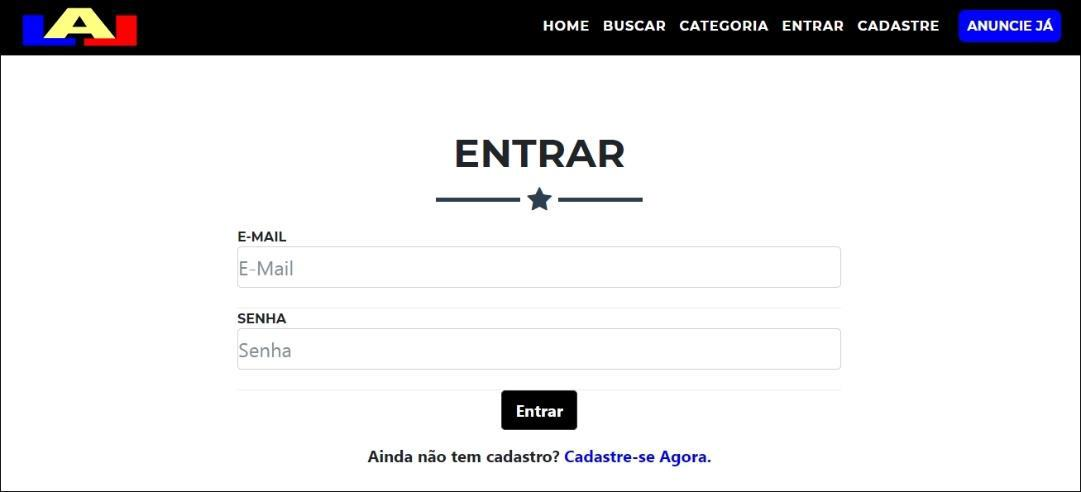 IAI
HOME BUSCAR CATEGORIA ENTRAR CADASTRE ANUNCIE JÁ
ENTRAR
E-MAIL
E-Mail
SENHA
Senha
Entrar
Ainda não tem cadastro? Cadastre-se Agora.